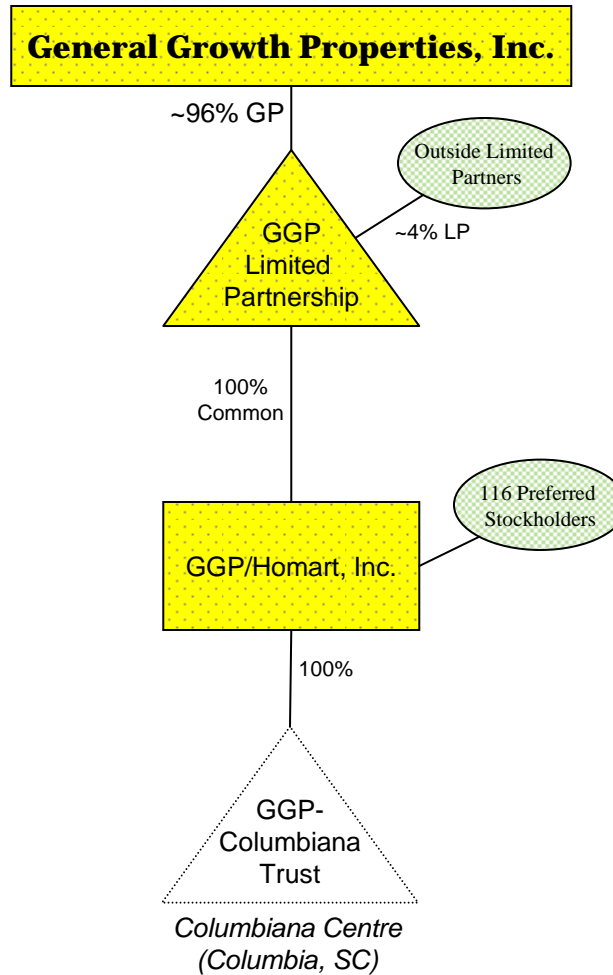 General Growth Properties, Inc.
~96% GP
Outside Limited
Partners
~4% LP
GGP
Limited
Partnership
100%
Common
116 Preferred
Stockholders
GGP/Homart, Inc.
100%
GGP-
Columbiana
Trust
Columbiana Centre
(Columbia, SC)